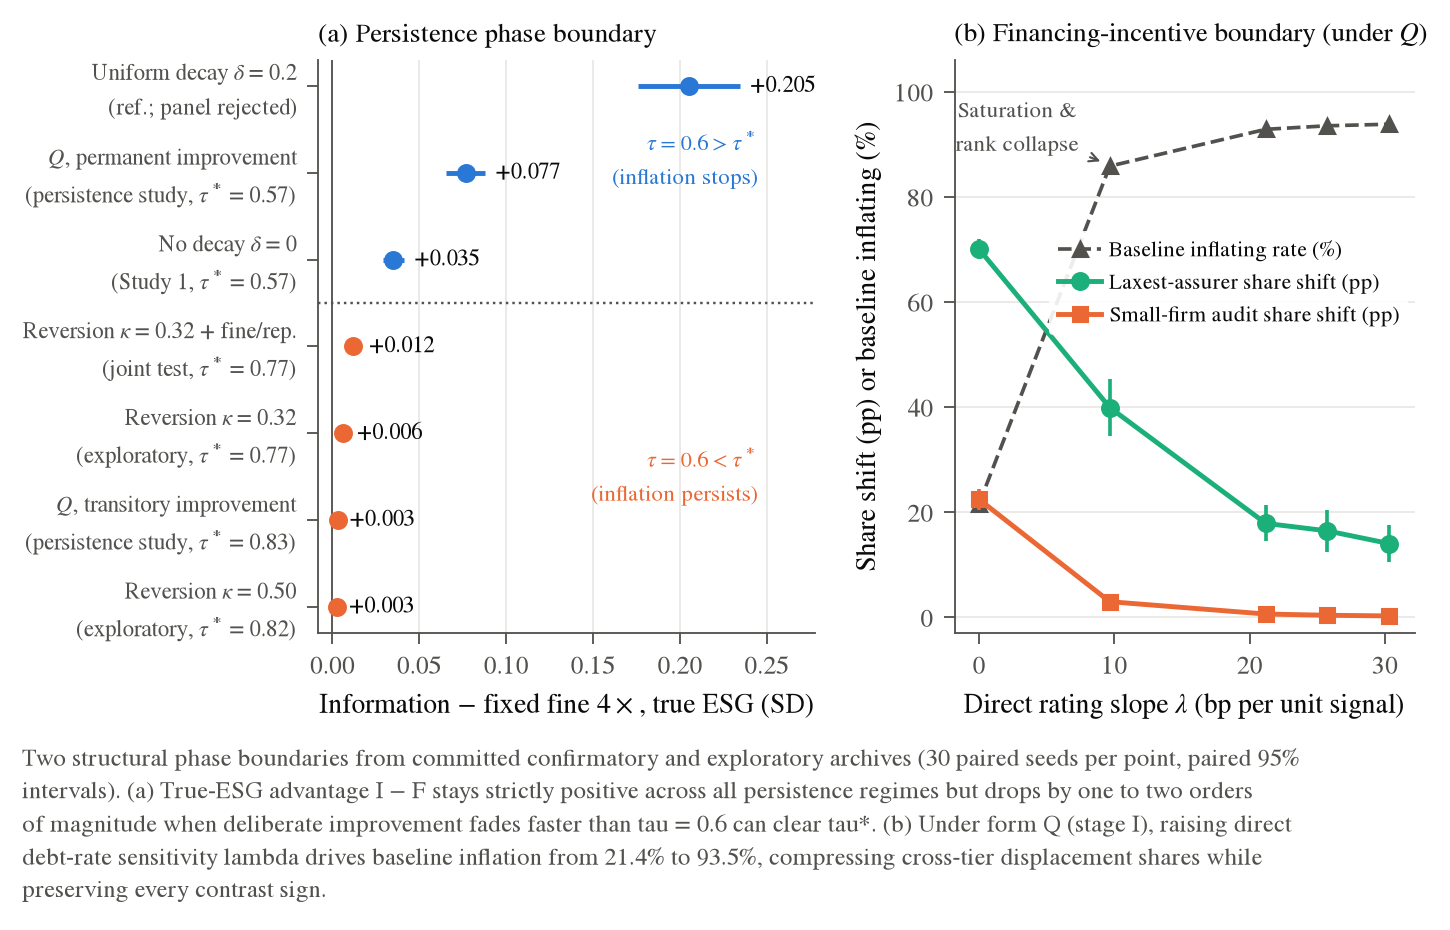 (a) Persistence phase boundary
Uniform decay δ = 0.2
(ref.; panel rejected)
Q, permanent improvement
(persistence study, τ* = 0.57)
No decay δ = 0
(Study 1, τ* = 0.57)
Reversion κ = 0.32 + fine/rep.
(joint test, τ* = 0.77)
Reversion κ = 0.32
(exploratory, τ* = 0.77)
Q, transitory improvement
(persistence study, τ* = 0.83)
Reversion κ = 0.50
(exploratory, τ* = 0.82)
+0.205
+0.077
+0.035
+0.012
+0.006
+0.003
+0.003
τ = 0.6 > τ*
(inflation stops)
τ = 0.6 < τ*
(inflation persists)
0.00 0.05 0.10 0.15 0.20 0.25
Information − fixed fine 4×, true ESG (SD)
(b) Financing-incentive boundary (under Q)
Share shift (pp) or baseline inflating (%)
100
80
60
40
20
0
Saturation &
rank collapse
Baseline inflating rate (%)
Laxest-assurer share shift (pp)
Small-firm audit share shift (pp)
0 10 20 30
Direct rating slope λ (bp per unit signal)
Two structural phase boundaries from committed confirmatory and exploratory archives (30 paired seeds per point, paired 95%
intervals). (a) True-ESG advantage I − F stays strictly positive across all persistence regimes but drops by one to two orders
of magnitude when deliberate improvement fades faster than tau = 0.6 can clear tau*. (b) Under form Q (stage I), raising direct
debt-rate sensitivity lambda drives baseline inflation from 21.4% to 93.5%, compressing cross-tier displacement shares while
preserving every contrast sign.